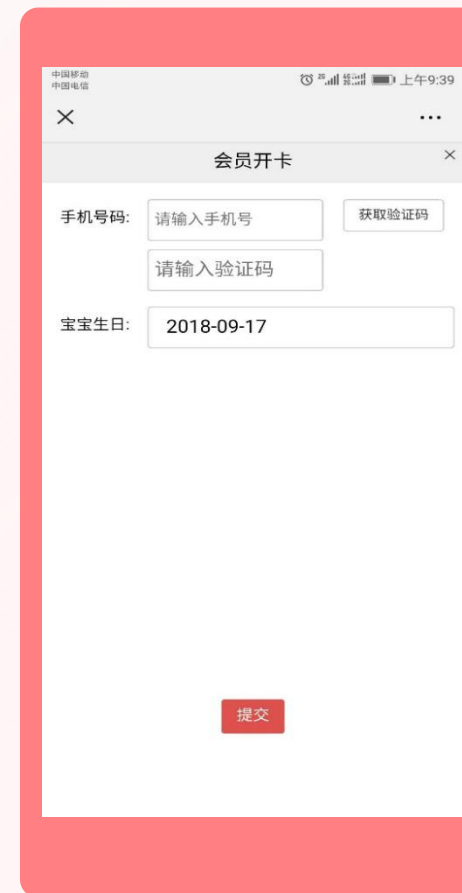 中国移动
中国电信
上午9:39
会员开卡
手机号码: 请输入手机号 获取验证码
请输入验证码
宝宝生日: 2018-09-17
提交